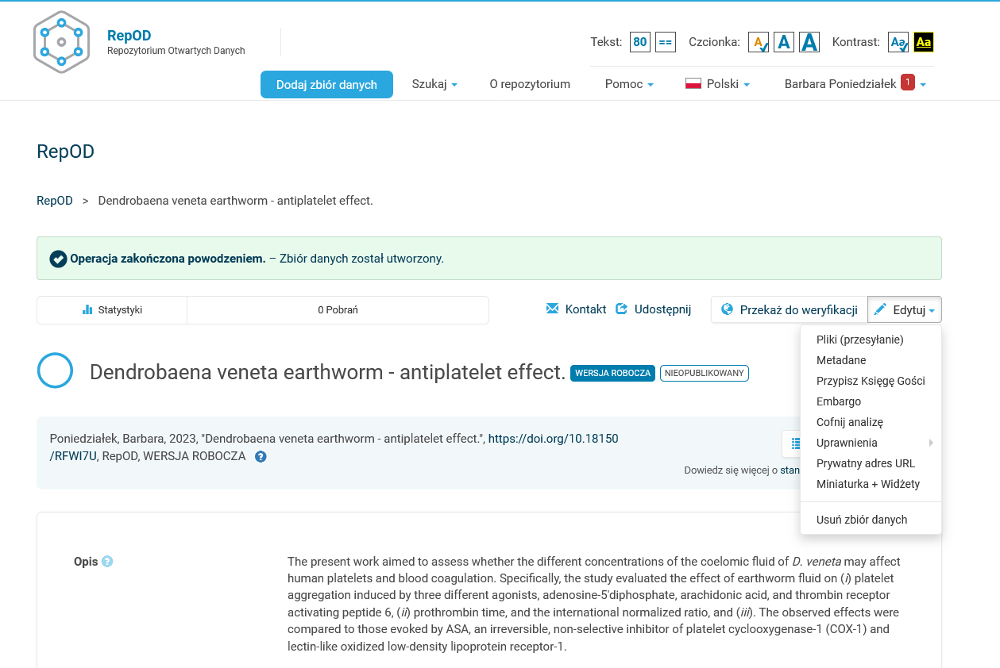 RepOD
Repozytorium Otwartych Danych
Tekst: 80 == Czcionka: A A A Kontrast: Aa Aa
Dodaj zbiór danych Szukaj O repozytorium Pomoc Polski Barbara Poniedziałek 1
RepOD
RepOD > Dendrobaena veneta earthworm - antiplatelet effect.
Operacja zakończona powodzeniem. – Zbiór danych został utworzony.
Statystyki 0 Pobrań Kontakt Udostępnij Przekaż do weryfikacji Edytuj
Pliki (przesyłanie)
Metadane
Przypisz Księgę Gości
Embargo
Cofnij analizę
Uprawnienia
Prywatny adres URL
Miniaturka + Widżety
Usuń zbiór danych
Dendrobaena veneta earthworm - antiplatelet effect. WERSJA ROBOCZA NIEOPUBLIKOWANY
Poniedziałek, Barbara, 2023, "Dendrobaena veneta earthworm - antiplatelet effect.", https://doi.org/10.18150
/RFWI7U, RepOD, WERSJA ROBOCZA ?
Dowiedz się więcej o stan
Opis ?
The present work aimed to assess whether the different concentrations of the coelomic fluid of D. veneta may affect
human platelets and blood coagulation. Specifically, the study evaluated the effect of earthworm fluid on (i) platelet
aggregation induced by three different agonists, adenosine-5'diphosphate, arachidonic acid, and thrombin receptor
activating peptide 6, (ii) prothrombin time, and the international normalized ratio, and (iii). The observed effects were
compared to those evoked by ASA, an irreversible, non-selective inhibitor of platelet cyclooxygenase-1 (COX-1) and
lectin-like oxidized low-density lipoprotein receptor-1.